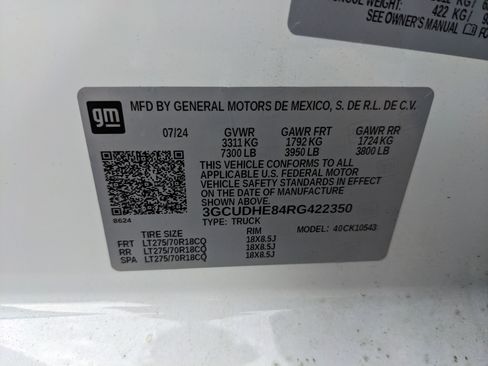 422 KG /
SEE OWNER'S MANUAL
gm
MFD BY GENERAL MOTORS DE MEXICO, S. DE R.L. DE C.V.
07/24 GVWR GAWR FRT GAWR RR
3311 KG 1792 KG 1724 KG
7300 LB 3950 LB 3800 LB
THIS VEHICLE CONFORMS TO ALL
APPLICABLE U.S. FEDERAL MOTOR
VEHICLE SAFETY STANDARDS IN EFFECT
ON THE DATE OF MANUFACTURE
SHOWN ABOVE.
3GCUDHE84RG422350
8624
TYPE: TRUCK
TIRE SIZE RIM MODEL: 40CK10543
FRT LT275/70R18CQ 18X8.5J
RR LT275/70R18CQ 18X8.5J
SPA LT275/70R18CQ 18X8.5J